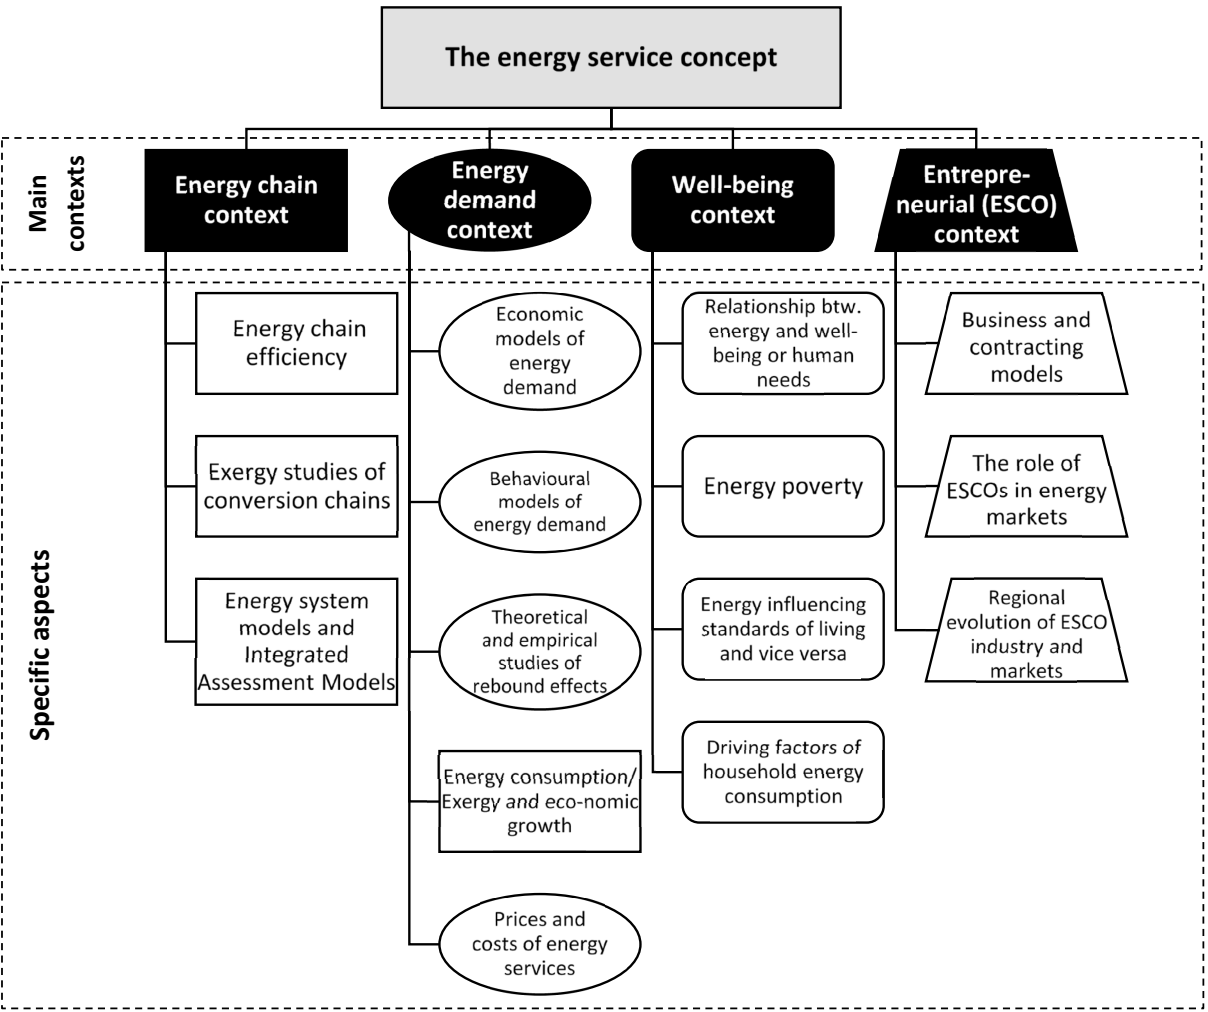 The energy service concept
Main
contexts
Energy chain
context
Energy
demand
context
Well-being
context
Entrepre-
neurial (ESCO)
context
Specific aspects
Energy chain
efficiency
Exergy studies of
conversion chains
Energy system
models and
Integrated
Assessment Models
Economic
models of
energy
demand
Behavioural
models of
energy demand
Theoretical
and empirical
studies of
rebound effects
Energy consumption/
Exergy and eco-nomic
growth
Prices and
costs of energy
services
Relationship btw.
energy and well-
being or human
needs
Energy poverty
Energy influencing
standards of living
and vice versa
Driving factors of
household energy
consumption
Business and
contracting
models
The role of
ESCOs in energy
markets
Regional
evolution of ESCO
industry and
markets